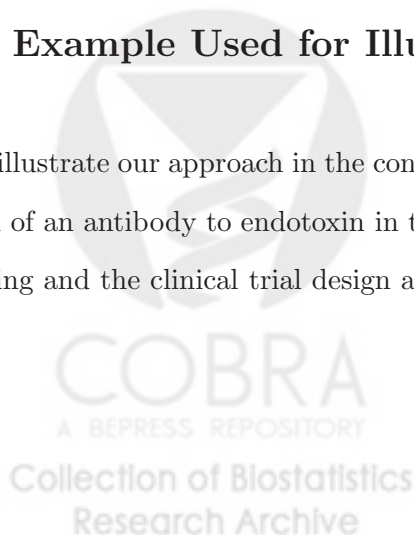 Example Used for Illu
illustrate our approach in the con
of an antibody to endotoxin in t
ing and the clinical trial design a
COBRA
A BEPRESS REPOSITORY
Collection of Biostatistics
Research Archive